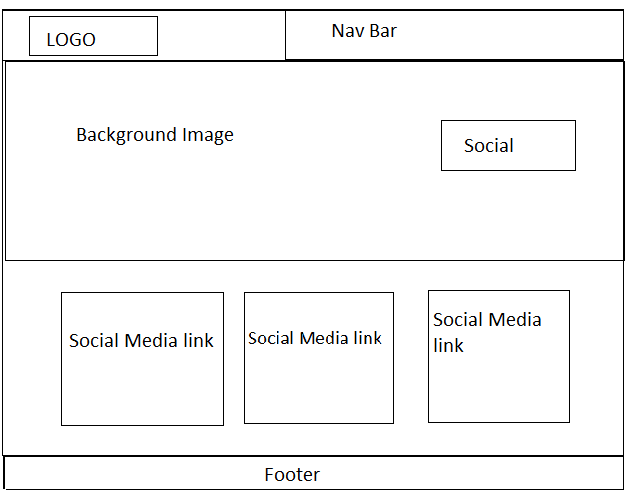 LOGO
Nav Bar
Background Image
Social
Social Media link
Social Media link
Social Media
link
Footer